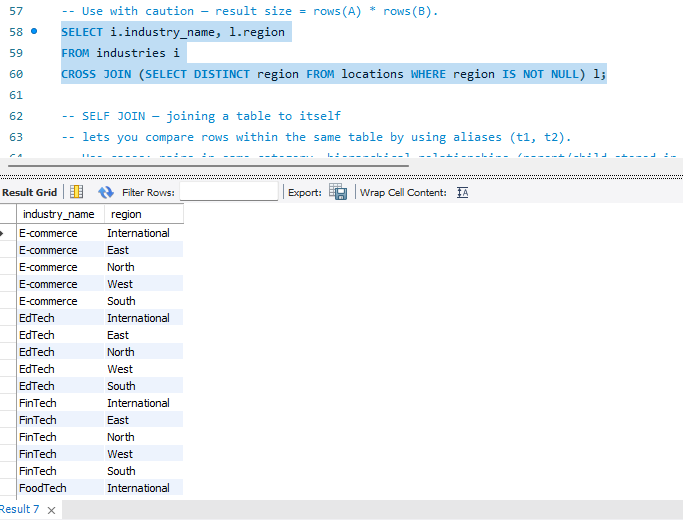 57 -- Use with caution — result size = rows(A) * rows(B).
58 SELECT i.industry_name, l.region
59 FROM industries i
60 CROSS JOIN (SELECT DISTINCT region FROM locations WHERE region IS NOT NULL) l;
61
62 -- SELF JOIN — joining a table to itself
63 -- lets you compare rows within the same table by using aliases (t1, t2).
Result Grid Filter Rows: Export: Wrap Cell Content:
industry_name region
E-commerce International
E-commerce East
E-commerce North
E-commerce West
E-commerce South
EdTech International
EdTech East
EdTech North
EdTech West
EdTech South
FinTech International
FinTech East
FinTech North
FinTech West
FinTech South
FoodTech International
Result 7